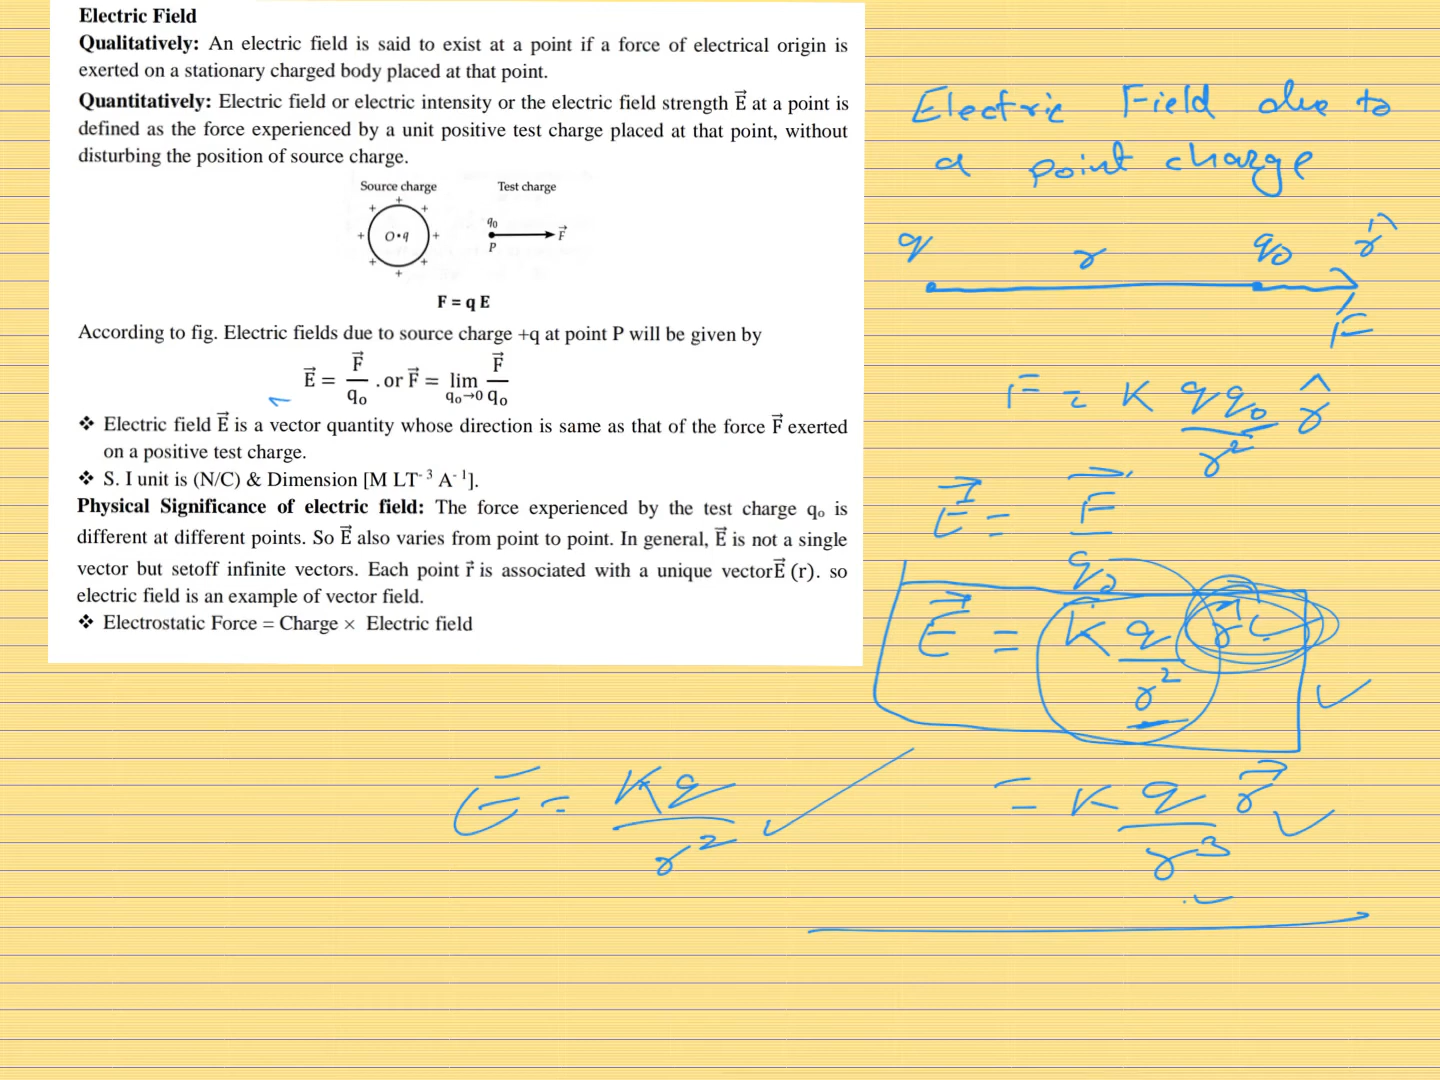 Electric Field
Qualitatively: An electric field is said to exist at a point if a force of electrical origin is
exerted on a stationary charged body placed at that point.
Quantitatively: Electric field or electric intensity or the electric field strength E⃗ at a point is
defined as the force experienced by a unit positive test charge placed at that point, without
disturbing the position of source charge.
Source charge Test charge
O•q
q₀
P
F⃗
F = q E
According to fig. Electric fields due to source charge +q at point P will be given by
E⃗ = F⃗/q₀ . or F⃗ = lim q₀→0 F⃗/q₀
❖ Electric field E⃗ is a vector quantity whose direction is same as that of the force F⃗ exerted
on a positive test charge.
❖ S. I unit is (N/C) & Dimension [M LT⁻³ A⁻¹].
Physical Significance of electric field: The force experienced by the test charge qₒ is
different at different points. So E⃗ also varies from point to point. In general, E⃗ is not a single
vector but setoff infinite vectors. Each point r⃗ is associated with a unique vectorE⃗ (r). so
electric field is an example of vector field.
❖ Electrostatic Force = Charge × Electric field
Electric Field due to
a point charge
q r q₀ r̂
F
F = K qq₀/r² r̂
E⃗ = F⃗/q₀
E⃗ = K q/r² r̂
= K q/r³ r⃗
E = Kq/r²